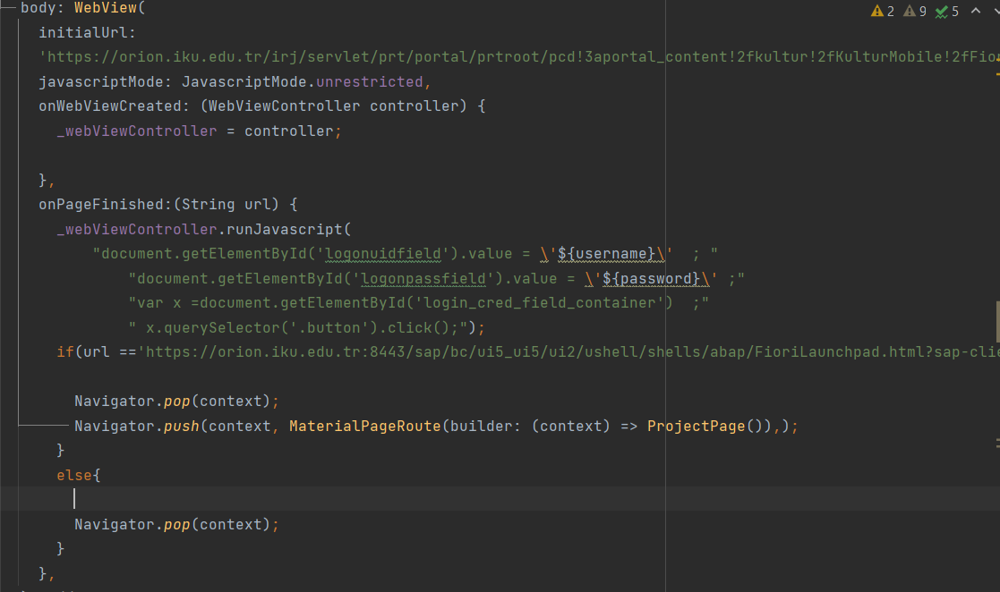 body: WebView(
2 9 5
initialUrl:
'https://orion.iku.edu.tr/irj/servlet/prt/portal/prtroot/pcd!3aportal_content!2fkultur!2fKulturMobile!2fFior
javascriptMode: JavascriptMode.unrestricted,
onWebViewCreated: (WebViewController controller) {
_webViewController = controller;
},
onPageFinished:(String url) {
_webViewController.runJavascript(
"document.getElementById('logonuidfield').value = \'${username}\'  ; "
"document.getElementById('logonpassfield').value = \'${password}\' ;"
"var x =document.getElementById('login_cred_field_container')  ;"
" x.querySelector('.button').click();");
if(url =='https://orion.iku.edu.tr:8443/sap/bc/ui5_ui5/ui2/ushell/shells/abap/FioriLaunchpad.html?sap-clie
Navigator.pop(context);
Navigator.push(context, MaterialPageRoute(builder: (context) => ProjectPage()),);
}
else{
Navigator.pop(context);
}
},